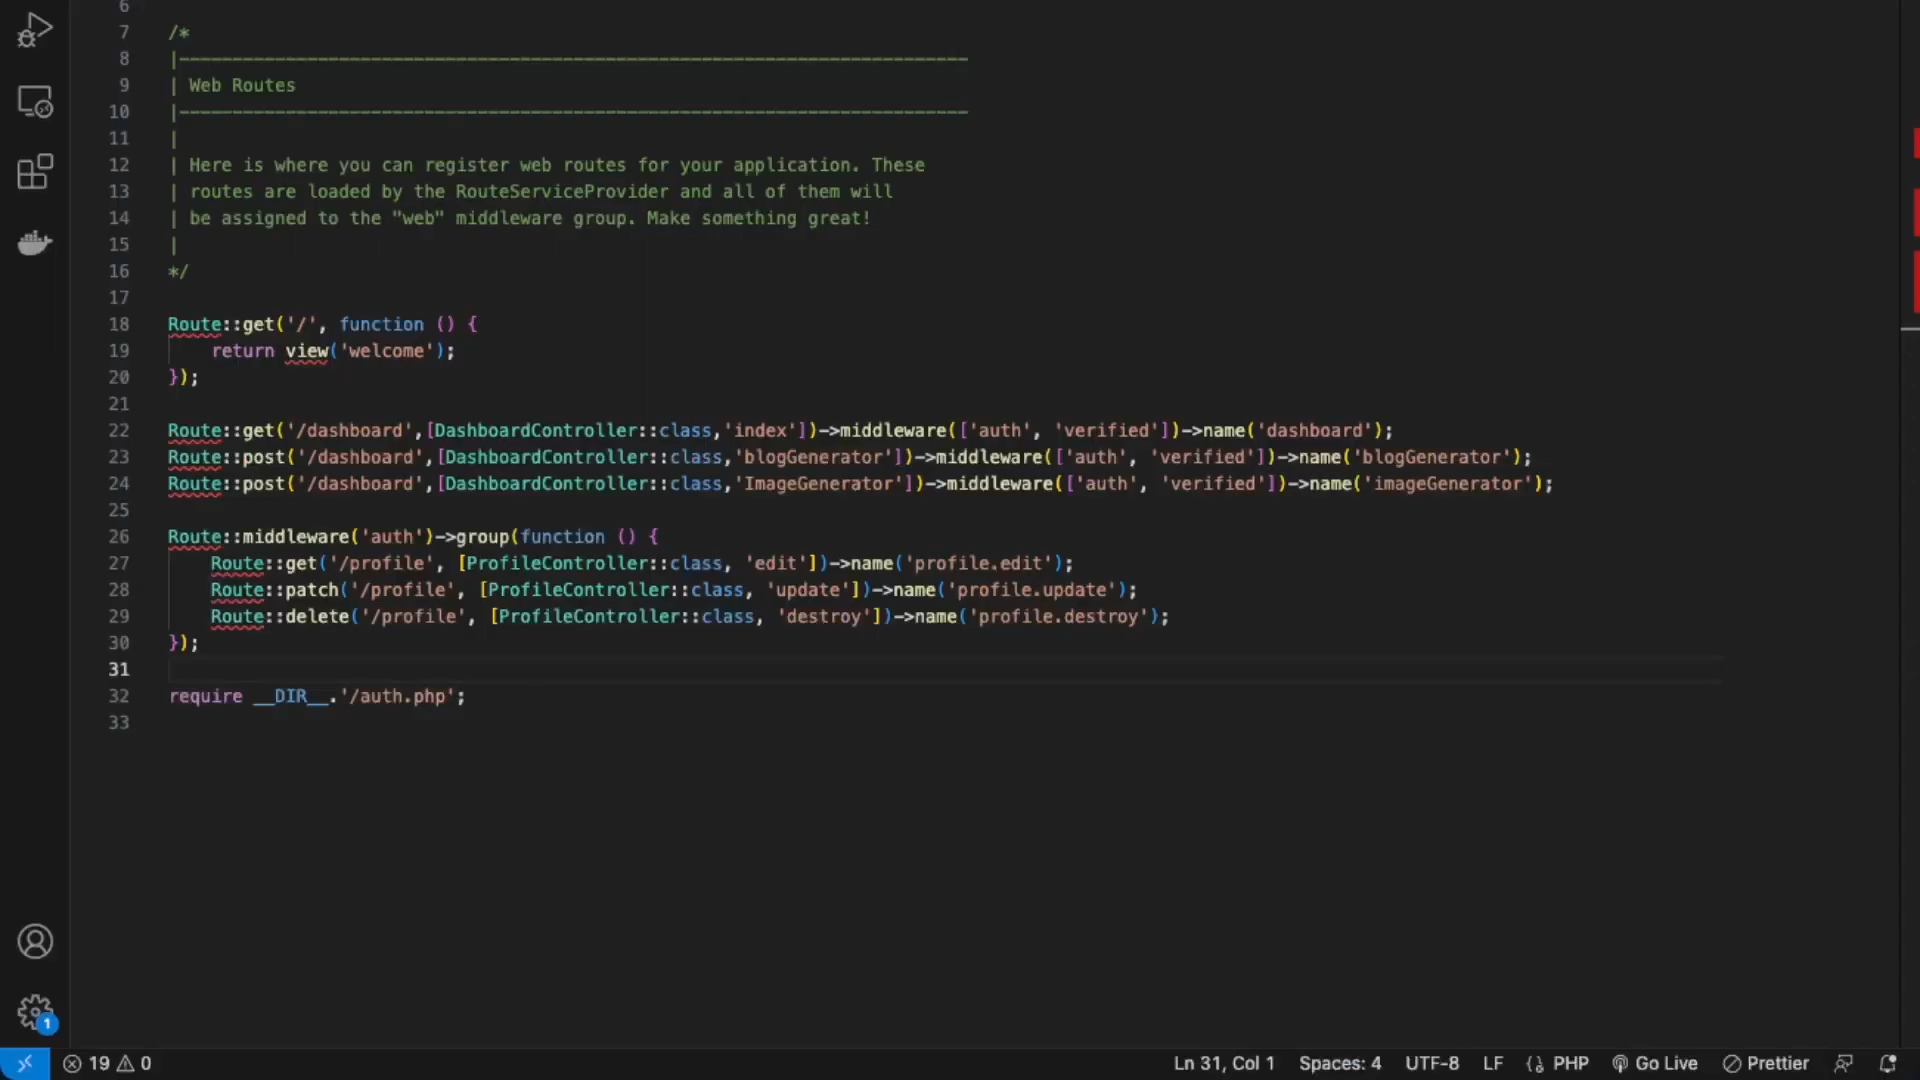 6
7 /*
8 |--------------------------------------------------------------------------
9 | Web Routes
10 |--------------------------------------------------------------------------
11 |
12 | Here is where you can register web routes for your application. These
13 | routes are loaded by the RouteServiceProvider and all of them will
14 | be assigned to the "web" middleware group. Make something great!
15 |
16 */
17
18 Route::get('/', function () {
19     return view('welcome');
20 });
21
22 Route::get('/dashboard',[DashboardController::class,'index'])->middleware(['auth', 'verified'])->name('dashboard');
23 Route::post('/dashboard',[DashboardController::class,'blogGenerator'])->middleware(['auth', 'verified'])->name('blogGenerator');
24 Route::post('/dashboard',[DashboardController::class,'ImageGenerator'])->middleware(['auth', 'verified'])->name('imageGenerator');
25
26 Route::middleware('auth')->group(function () {
27     Route::get('/profile', [ProfileController::class, 'edit'])->name('profile.edit');
28     Route::patch('/profile', [ProfileController::class, 'update'])->name('profile.update');
29     Route::delete('/profile', [ProfileController::class, 'destroy'])->name('profile.destroy');
30 });
31
32 require __DIR__.'/auth.php';
33
1
19 0 Ln 31, Col 1 Spaces: 4 UTF-8 LF {} PHP Go Live Prettier